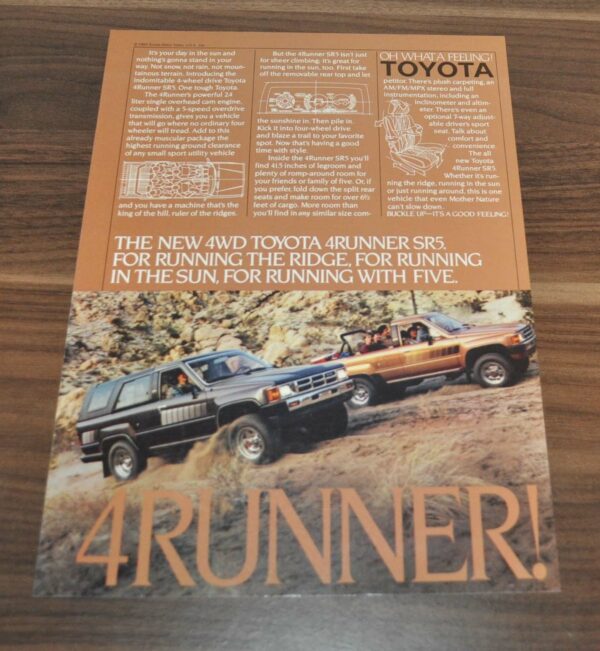 It's your day in the sun and
nothing's gonna stand in your
way. Not snow, not rain, not moun-
tainous terrain. Introducing the
indomitable 4-wheel drive Toyota
4Runner SR5. One tough Toyota.
The 4Runner's powerful 2.4
liter single overhead cam engine,
coupled with a 5-speed overdrive
transmission, gives you a vehicle
that will go where no ordinary four
wheeler will tread. Add to this
already muscular package the
highest running ground clearance
of any small sport utility vehicle
and you have a machine that's the
king of the hill, ruler of the ridges.
But the 4Runner SR5 isn't just
for sheer climbing: it's great for
running in the sun, too. First take
off the removable rear top and let
the sunshine in. Then pile in.
Kick it into four-wheel drive
and blaze a trail to your favorite
spot. Now that's having a good
time with style.
Inside the 4Runner SR5 you'll
find 41.5 inches of legroom and
plenty of romp-around room for
your friends or family of five. Or, if
you prefer, fold down the split rear
seats and make room for over 6½
feet of cargo. More room than
you'll find in any similar size com-
OH WHAT A FEELING!
TOYOTA
petitor. There's plush carpeting, an
AM/FM/MPX stereo and full
instrumentation, including an
inclinometer and altim-
eter. There's even an
optional 7-way adjust-
able driver's sport
seat. Talk about
comfort and
convenience.
The all
new Toyota
4Runner SR5.
Whether it's run-
ning the ridge, running in the sun
or just running around, this is one
vehicle that even Mother Nature
can't slow down.
BUCKLE UP—IT'S A GOOD FEELING!
THE NEW 4WD TOYOTA 4RUNNER SR5.
FOR RUNNING THE RIDGE, FOR RUNNING
IN THE SUN, FOR RUNNING WITH FIVE.
4RUNNER!